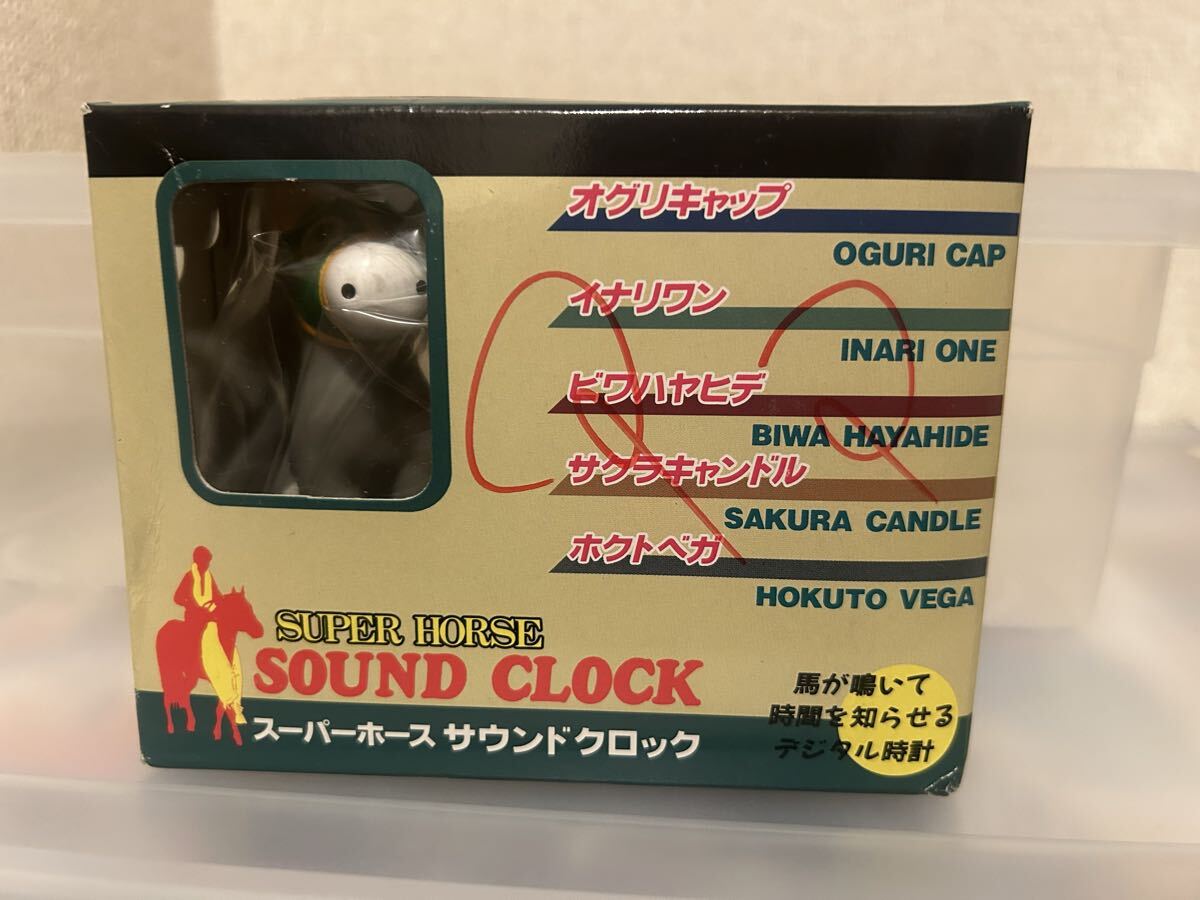 オグリキャップ
OGURI CAP
イナリワン
INARI ONE
ビワハヤヒデ
BIWA HAYAHIDE
サクラキャンドル
SAKURA CANDLE
ホクトベガ
HOKUTO VEGA
SUPER HORSE
SOUND CLOCK
スーパーホース サウンドクロック
馬が鳴いて
時間を知らせる
デジタル時計